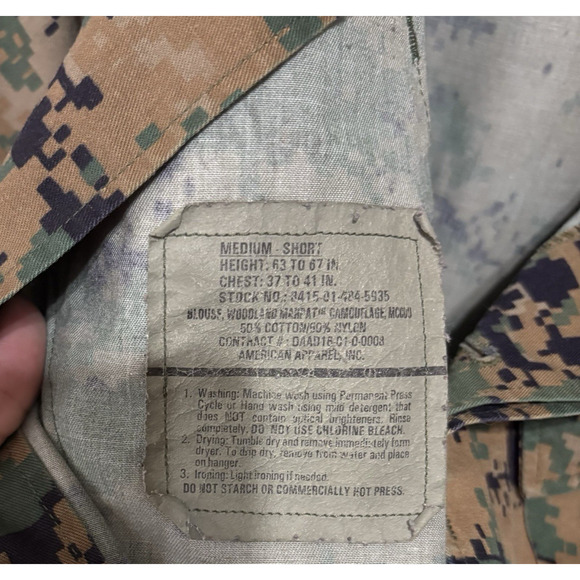 MEDIUM - SHORT
HEIGHT: 63 TO 67 IN.
CHEST: 37 TO 41 IN.
STOCK NO.: 8415-01-484-5935
BLOUSE, WOODLAND MARPAT™ CAMOUFLAGE, MCCUU
50% COTTON/50% NYLON
CONTRACT #: DAAD16-01-0-0008
AMERICAN APPAREL, INC.
1. Washing: Machine wash using Permanent Press
Cycle or Hand wash using mild detergent that
does NOT contain optical brighteners. Rinse
completely. DO NOT USE CHLORINE BLEACH.
2. Drying: Tumble dry and remove immediately form
dryer. To drip dry, remove from water and place
on hanger.
3. Ironing: Light ironing if needed.
DO NOT STARCH OR COMMERCIALLY HOT PRESS.